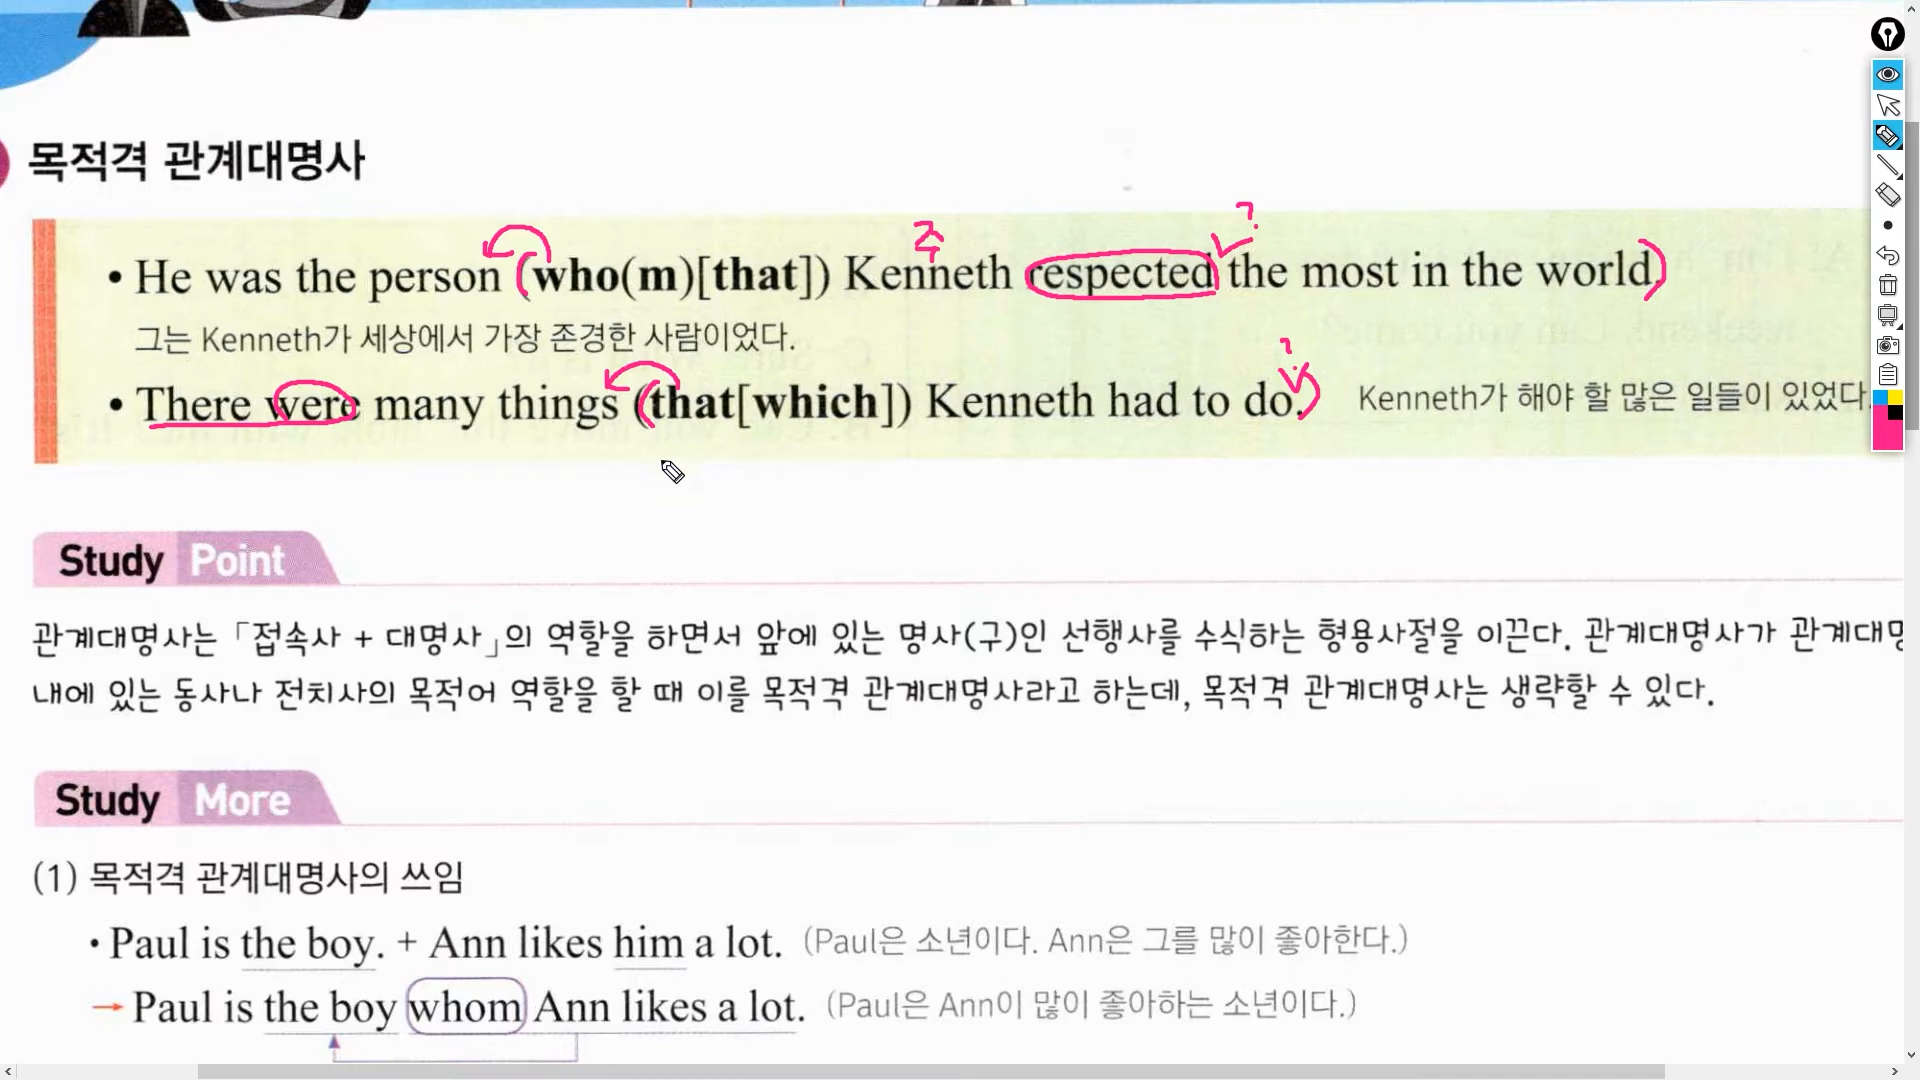 목적격 관계대명사
주 ?
• He was the person (who(m)[that]) Kenneth respected the most in the world.
그는 Kenneth가 세상에서 가장 존경한 사람이었다.
?
• There were many things (that[which]) Kenneth had to do. Kenneth가 해야 할 많은 일들이 있었다.
Study Point
관계대명사는 「접속사 + 대명사」의 역할을 하면서 앞에 있는 명사(구)인 선행사를 수식하는 형용사절을 이끈다. 관계대명사가 관계대명
내에 있는 동사나 전치사의 목적어 역할을 할 때 이를 목적격 관계대명사라고 하는데, 목적격 관계대명사는 생략할 수 있다.
Study More
(1) 목적격 관계대명사의 쓰임
• Paul is the boy. + Ann likes him a lot. (Paul은 소년이다. Ann은 그를 많이 좋아한다.)
→ Paul is the boy whom Ann likes a lot. (Paul은 Ann이 많이 좋아하는 소년이다.)